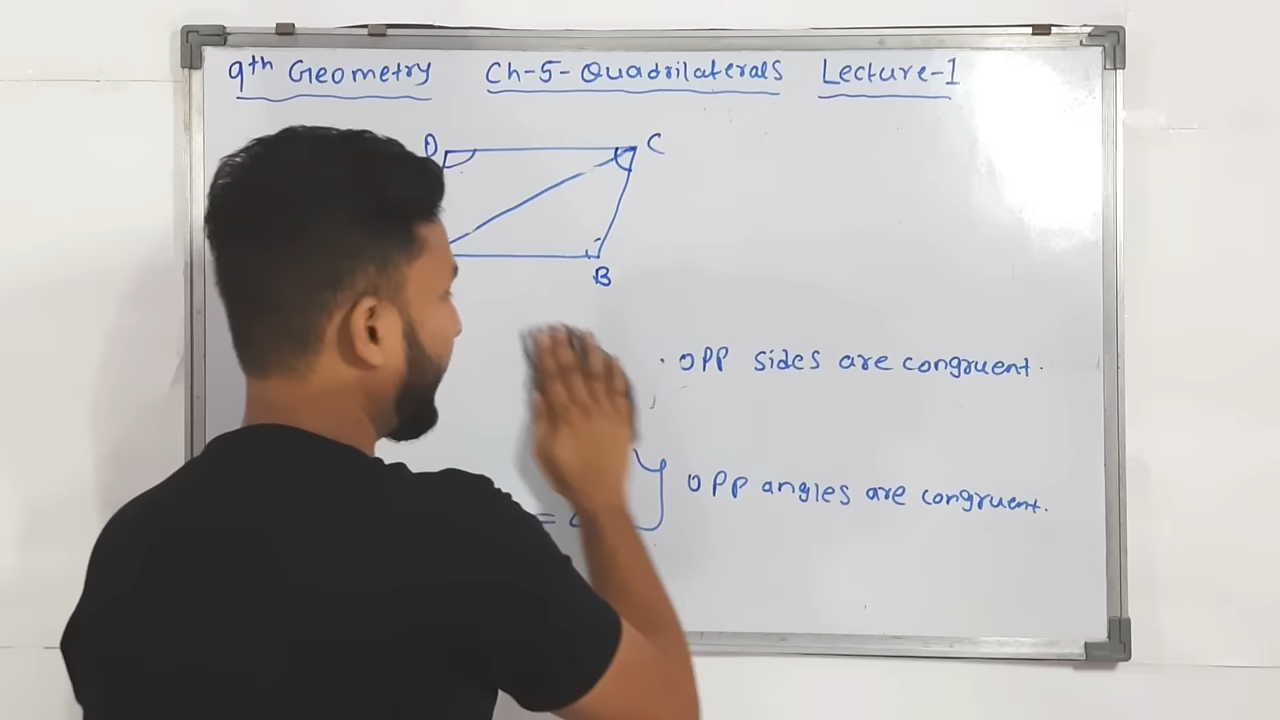 9th Geometry Ch-5-Quadrilaterals Lecture-1
D C
B
· opp sides are congruent.
opp angles are congruent.
=